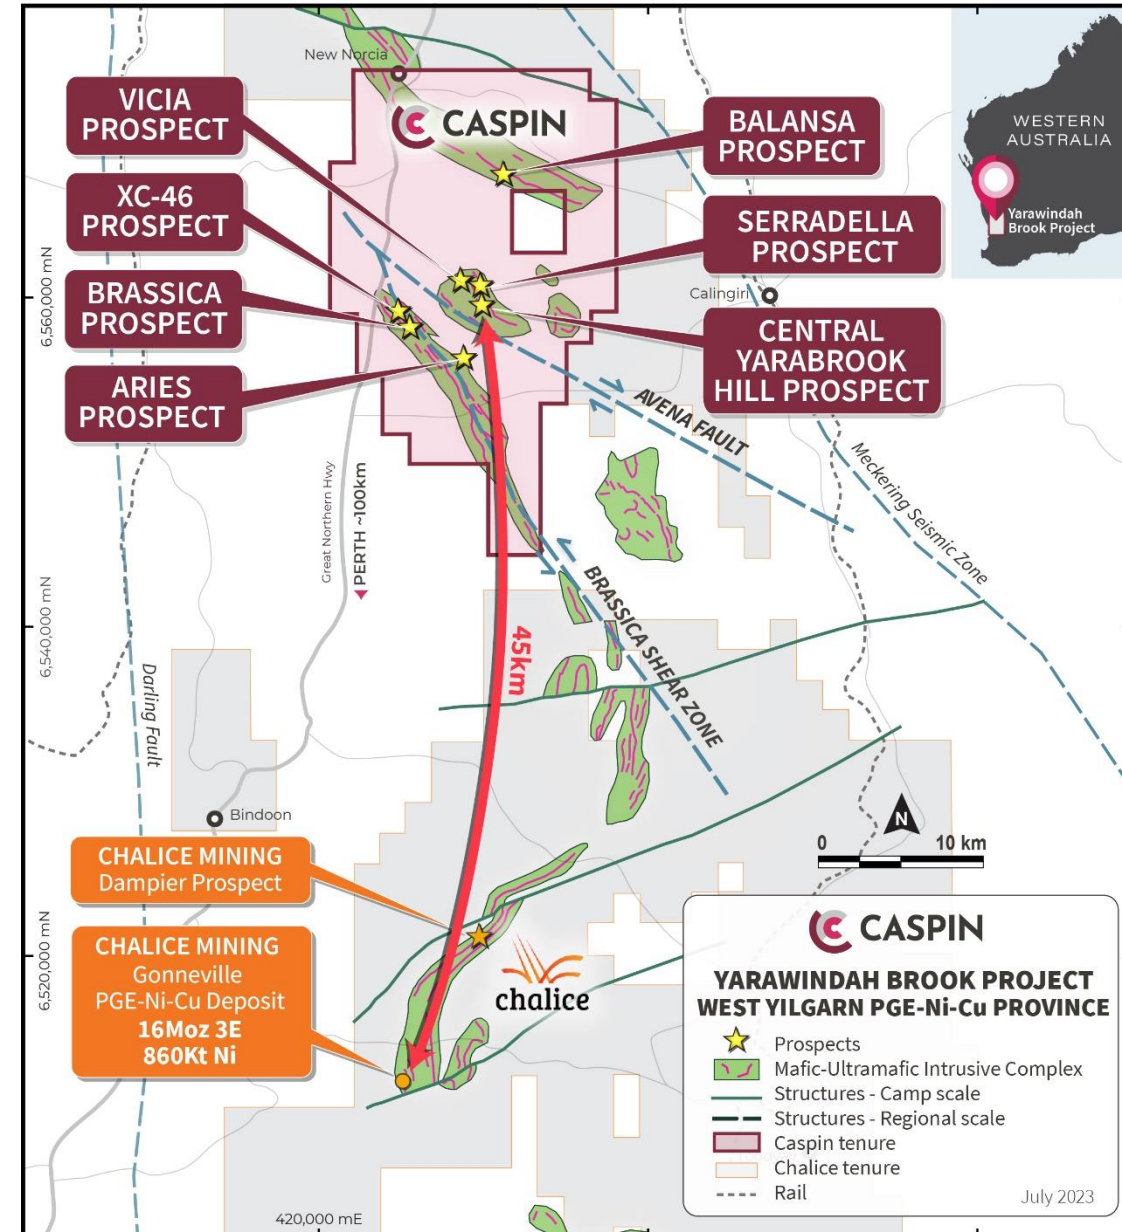 New Norcia
VICIA
PROSPECT
CASPIN
BALANSA
PROSPECT
WESTERN
AUSTRALIA
Yarawindah
Brook Project
XC-46
PROSPECT
SERRADELLA
PROSPECT
BRASSICA
PROSPECT
6,560,000 mN
Calingiri
CENTRAL
YARABROOK
HILL PROSPECT
ARIES
PROSPECT
AVENA FAULT
Meckering Seismic Zone
Great Northern Hwy
PERTH ~100km
BRASSICA SHEAR ZONE
45km
6,540,000 mN
Darling Fault
Bindoon
N
0 10 km
CHALICE MINING
Dampier Prospect
CHALICE MINING
Gonneville
PGE-Ni-Cu Deposit
16Moz 3E
860Kt Ni
chalice
6,520,000 mN
CASPIN
YARAWINDAH BROOK PROJECT
WEST YILGARN PGE-Ni-Cu PROVINCE
Prospects
Mafic-Ultramafic Intrusive Complex
Structures - Camp scale
Structures - Regional scale
Caspin tenure
Chalice tenure
Rail
July 2023
420,000 mE